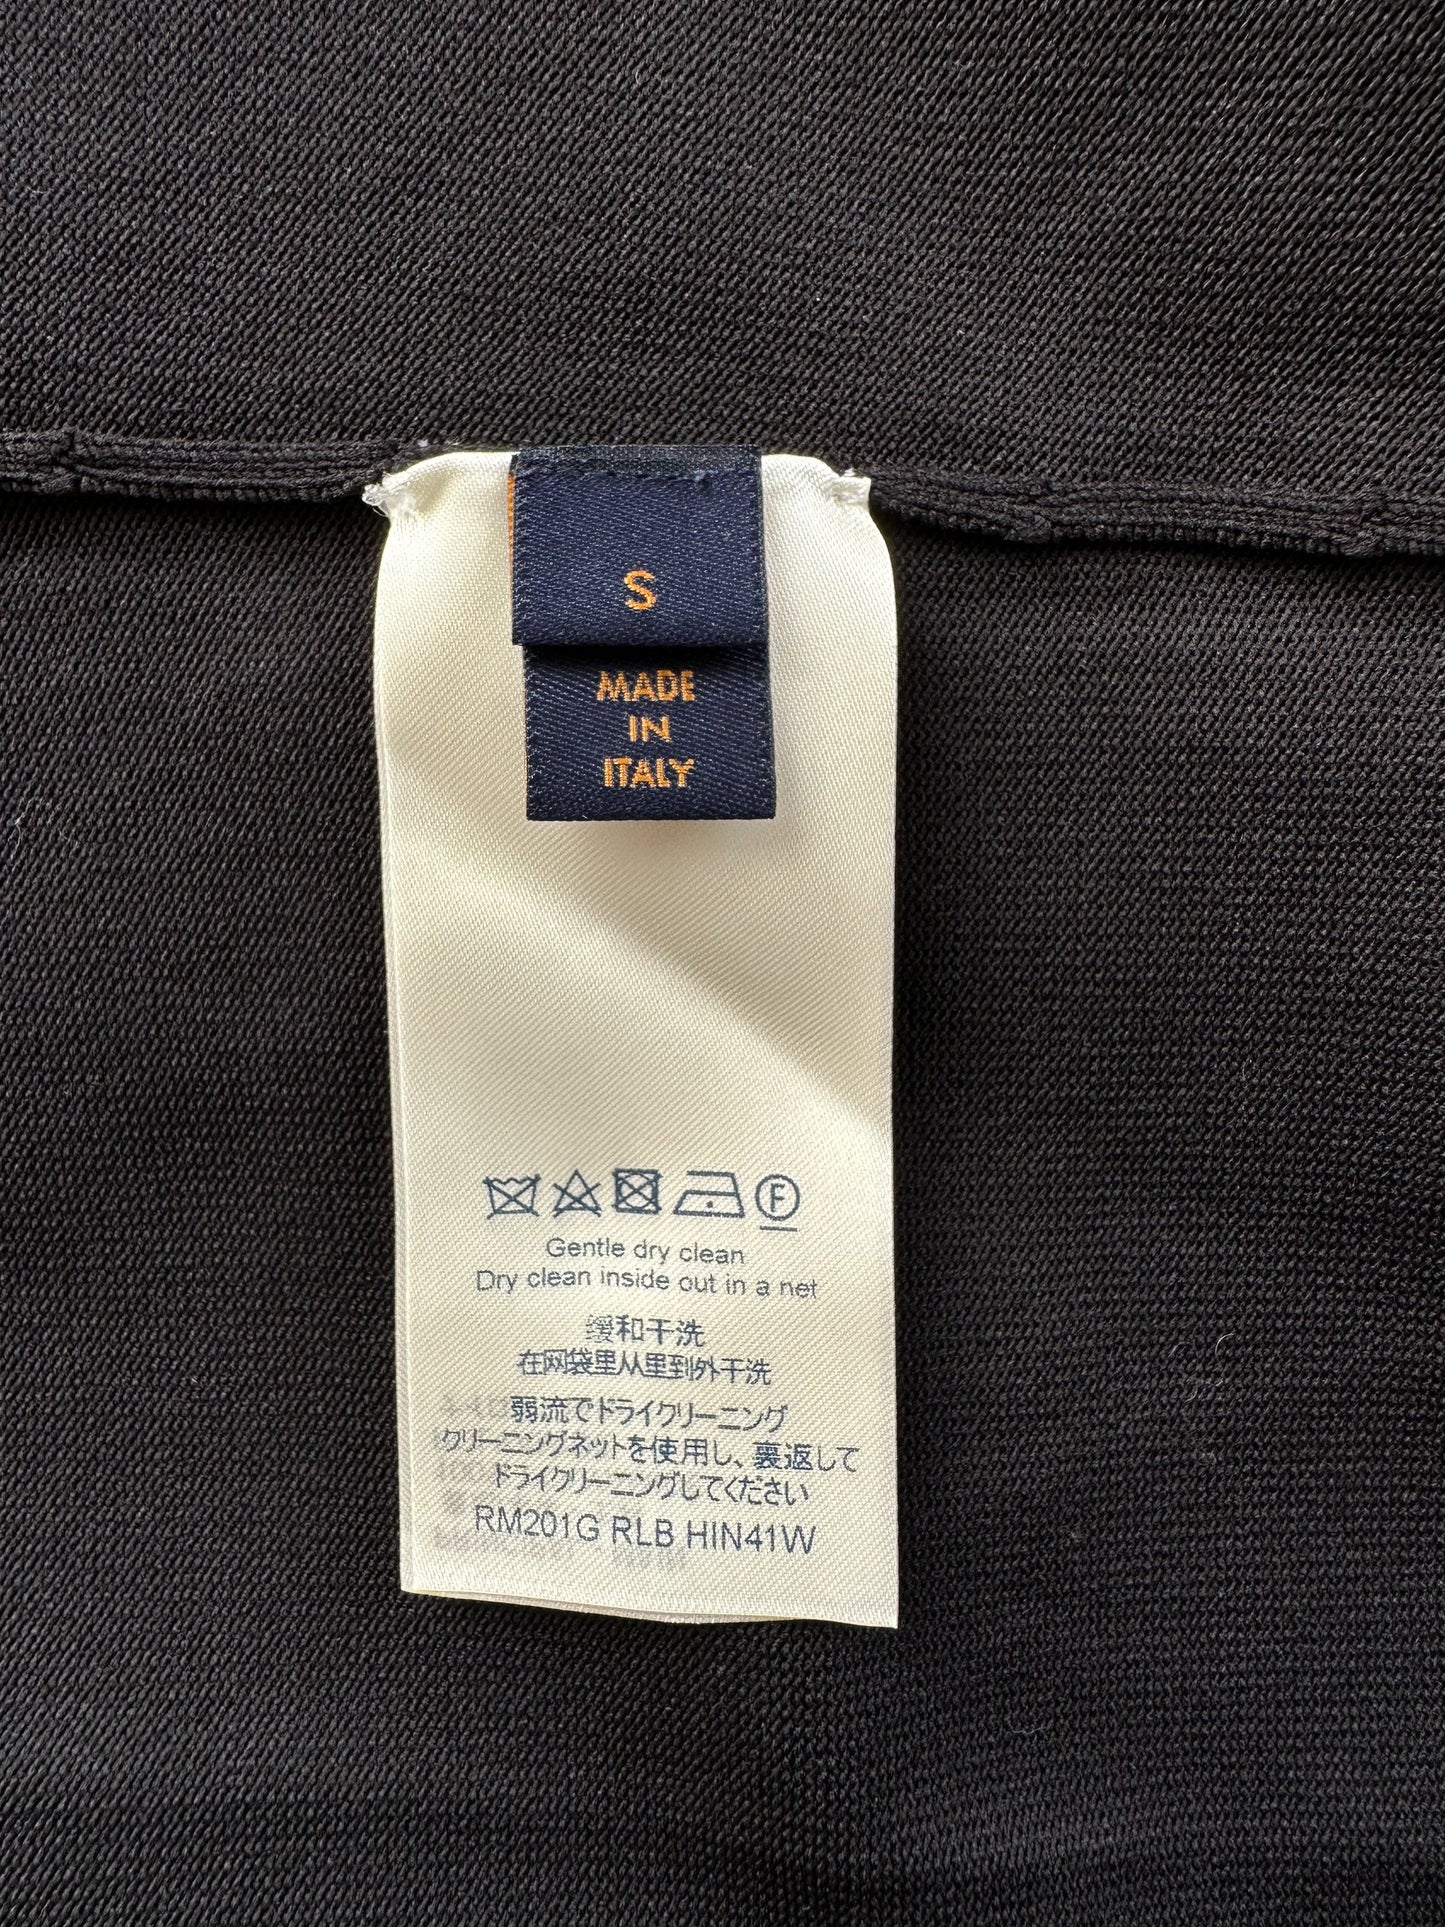 S
MADE
IN
ITALY
F
Gentle dry clean
Dry clean inside out in a net
缓和干洗
在网袋里从里到外干洗
弱流でドライクリーニング
クリーニングネットを使用し、裏返して
ドライクリーニングしてください
RM201G RLB HIN41W